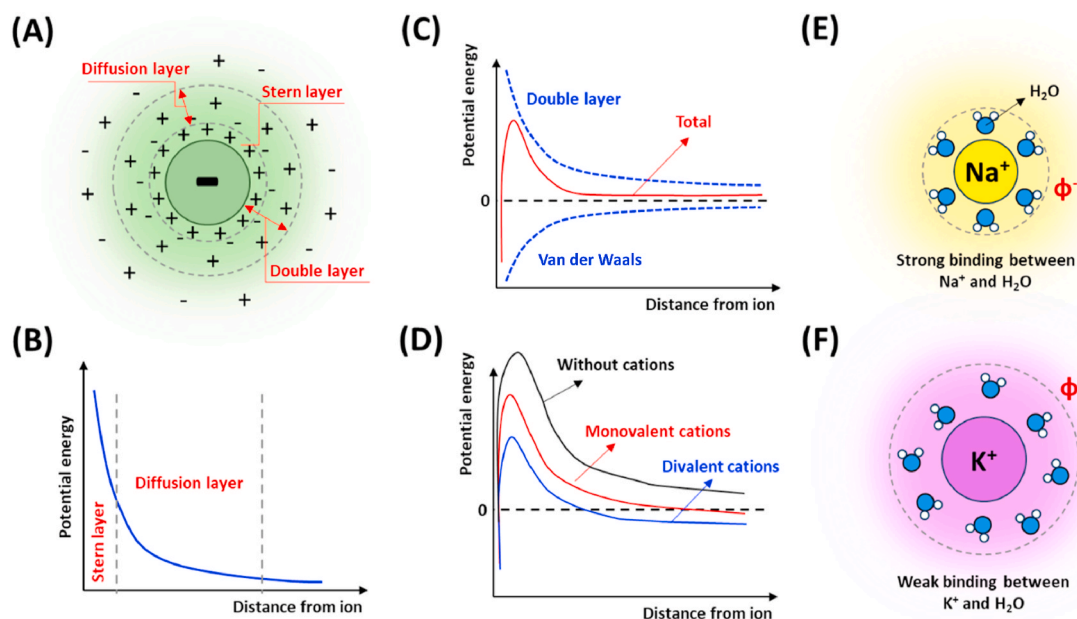 (A)
Diffusion layer
Stern layer
Double layer
(B)
Potential energy
Stern layer
Diffusion layer
Distance from ion
(C)
Potential energy
Double layer
Total
0
Van der Waals
Distance from ion
(D)
Potential energy
Without cations
Monovalent cations
Divalent cations
0
Distance from ion
(E)
H₂O
Na⁺
ϕ⁻
Strong binding between
Na⁺ and H₂O
(F)
ϕ
K⁺
Weak binding between
K⁺ and H₂O